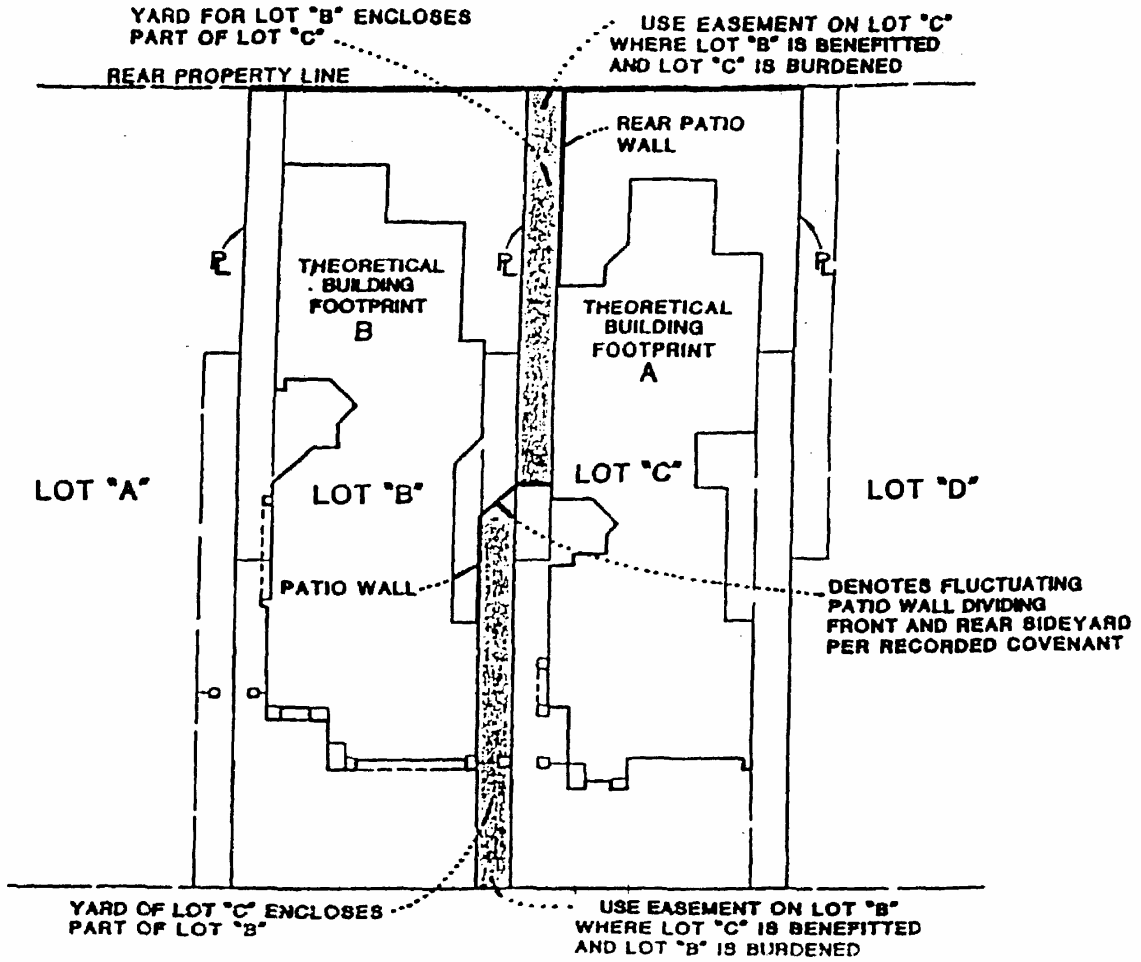 YARD FOR LOT "B" ENCLOSES
PART OF LOT "C"
USE EASEMENT ON LOT "C"
WHERE LOT "B" IS BENEFITTED
AND LOT "C" IS BURDENED
REAR PROPERTY LINE
REAR PATIO
WALL
PL
PL
PL
THEORETICAL
BUILDING
FOOTPRINT
B
THEORETICAL
BUILDING
FOOTPRINT
A
LOT "A"
LOT "B"
LOT "C"
LOT "D"
PATIO WALL
DENOTES FLUCTUATING
PATIO WALL DIVIDING
FRONT AND REAR SIDEYARD
PER RECORDED COVENANT
YARD OF LOT "C" ENCLOSES
PART OF LOT "B"
USE EASEMENT ON LOT "B"
WHERE LOT "C" IS BENEFITTED
AND LOT "B" IS BURDENED